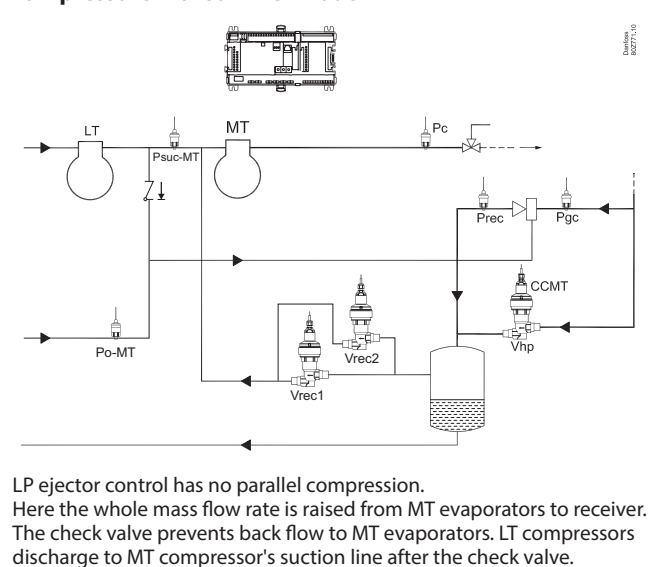 Danfoss
80Z771.10
LT
MT
Psuc-MT
Pc
Prec
Pgc
CCMT
Po-MT
Vrec2
Vhp
Vrec1
LP ejector control has no parallel compression.
Here the whole mass flow rate is raised from MT evaporators to receiver.
The check valve prevents back flow to MT evaporators. LT compressors
discharge to MT compressor's suction line after the check valve.